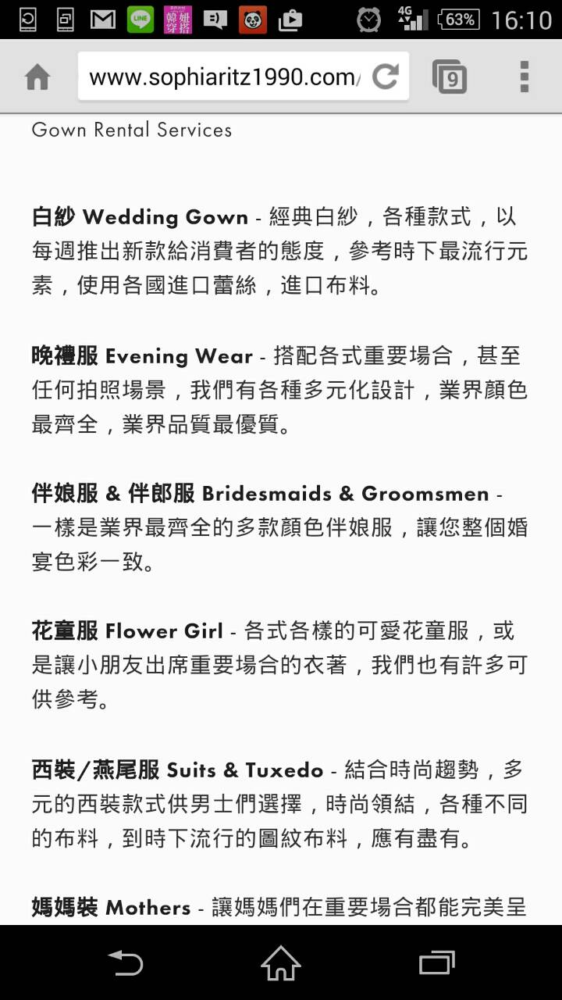 LINE
韓妞
穿搭
4G
63%
16:10
www.sophiaritz1990.com/
9
Gown Rental Services
白紗 Wedding Gown - 經典白紗，各種款式，以
每週推出新款給消費者的態度，參考時下最流行元
素，使用各國進口蕾絲，進口布料。
晚禮服 Evening Wear - 搭配各式重要場合，甚至
任何拍照場景，我們有各種多元化設計，業界顏色
最齊全，業界品質最優質。
伴娘服 & 伴郎服 Bridesmaids & Groomsmen -
一樣是業界最齊全的多款顏色伴娘服，讓您整個婚
宴色彩一致。
花童服 Flower Girl - 各式各樣的可愛花童服，或
是讓小朋友出席重要場合的衣著，我們也有許多可
供參考。
西裝/燕尾服 Suits & Tuxedo - 結合時尚趨勢，多
元的西裝款式供男士們選擇，時尚領結，各種不同
的布料，到時下流行的圖紋布料，應有盡有。
媽媽裝 Mothers - 讓媽媽們在重要場合都能完美呈